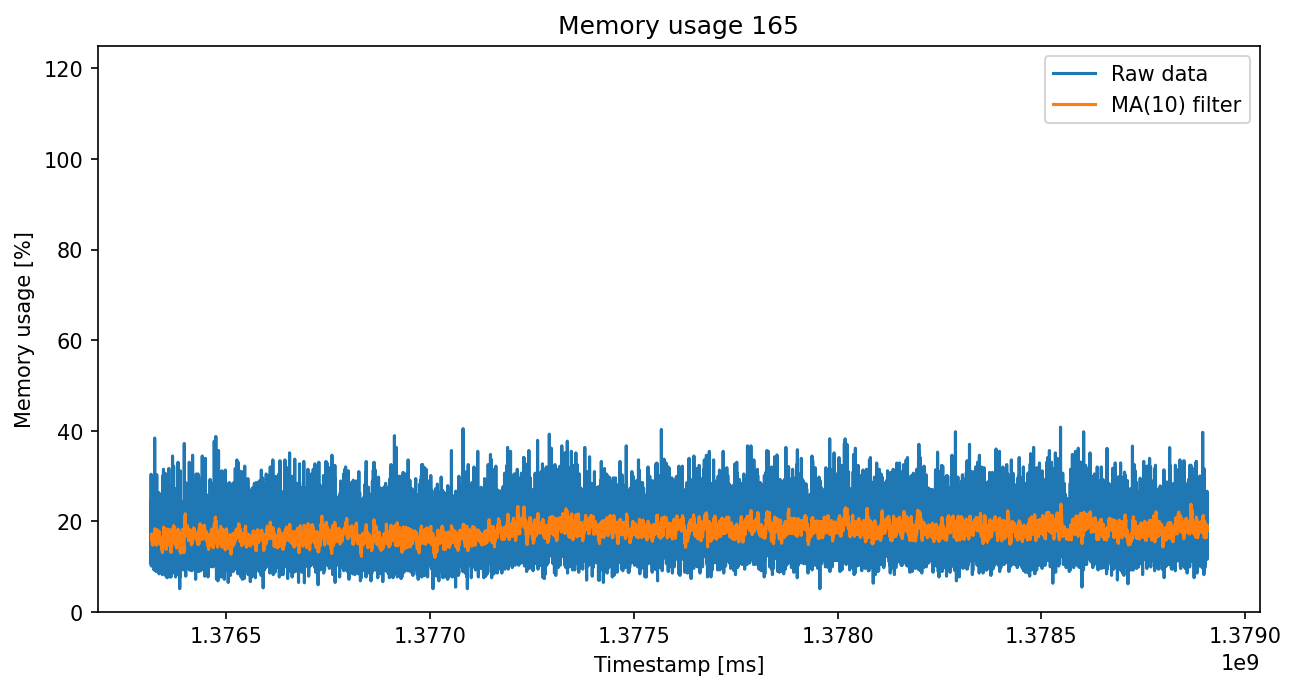 Memory usage 165
Raw data
MA(10) filter
Memory usage [%]
120
100
80
60
40
20
0
1.3765 1.3770 1.3775 1.3780 1.3785 1.3790
1e9
Timestamp [ms]